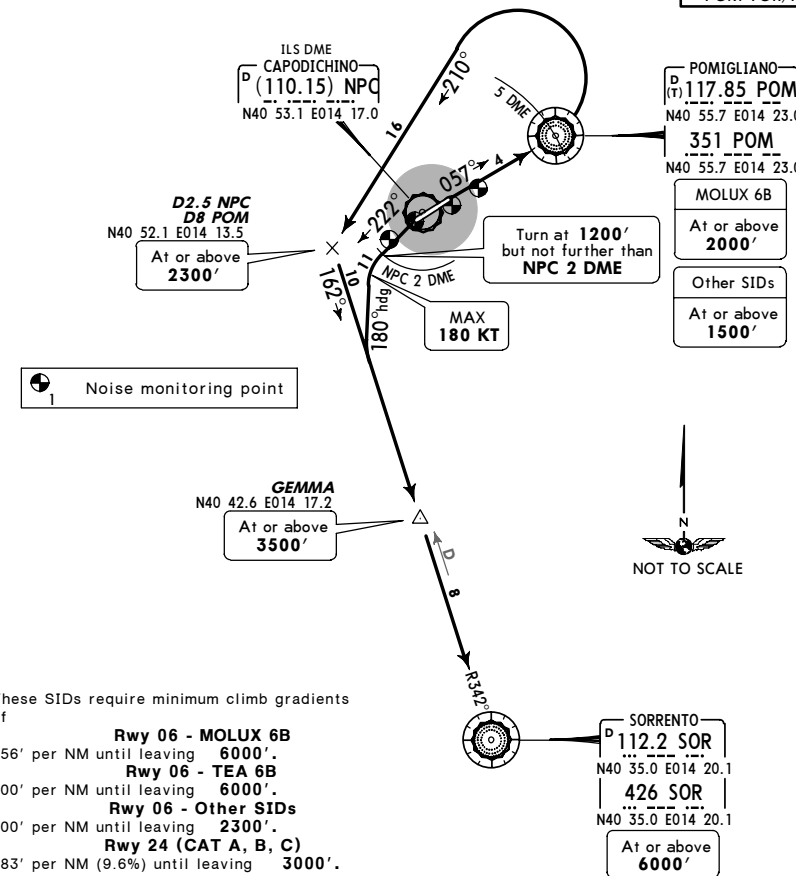 ILS DME
CAPODICHINO
D (110.15) NPC
N40 53.1 E014 17.0
210°
16
5 DME
POMIGLIANO
D (T) 117.85 POM
N40 55.7 E014 23.0
351 POM
N40 55.7 E014 23.0
MOLUX 6B
At or above
2000'
Other SIDs
At or above
1500'
057°
4
222°
D2.5 NPC
D8 POM
N40 52.1 E014 13.5
At or above
2300'
Turn at 1200'
but not further than
NPC 2 DME
11
NPC 2 DME
10
162°
180°hdg
MAX
180 KT
1
Noise monitoring point
GEMMA
N40 42.6 E014 17.2
At or above
3500'
D
8
N
NOT TO SCALE
R342°
SORRENTO
D 112.2 SOR
N40 35.0 E014 20.1
426 SOR
N40 35.0 E014 20.1
At or above
6000'
hese SIDs require minimum climb gradients
f
Rwy 06 - MOLUX 6B
56' per NM until leaving 6000'.
Rwy 06 - TEA 6B
00' per NM until leaving 6000'.
Rwy 06 - Other SIDs
00' per NM until leaving 2300'.
Rwy 24 (CAT A, B, C)
83' per NM (9.6%) until leaving 3000'.